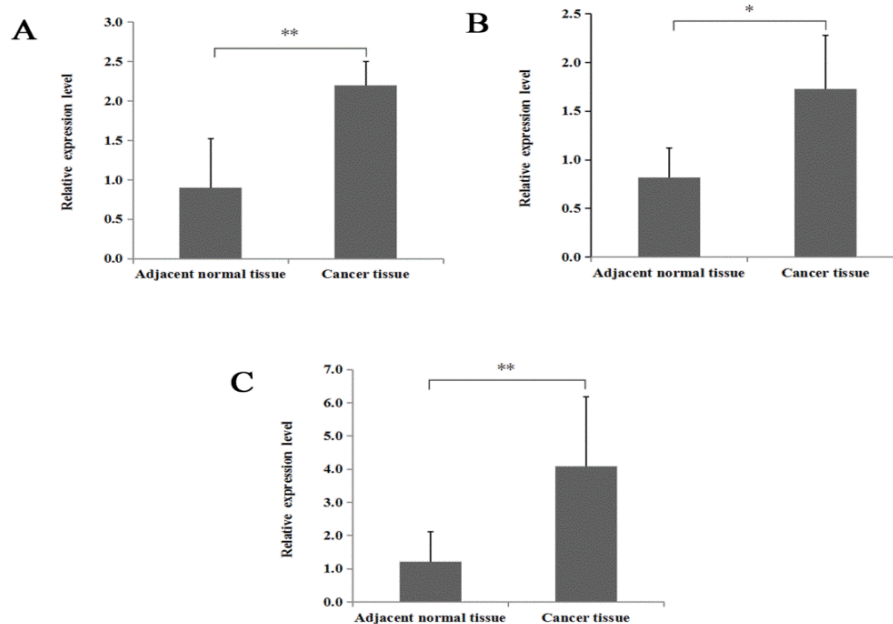 A
Relative expression level
3.0
2.5
2.0
1.5
1.0
0.5
0.0
**
Adjacent normal tissue Cancer tissue
B
Relative expression level
2.5
2.0
1.5
1.0
0.5
0.0
*
Adjacent normal tissue Cancer tissue
C
Relative expression level
7.0
6.0
5.0
4.0
3.0
2.0
1.0
0.0
**
Adjacent normal tissue Cancer tissue